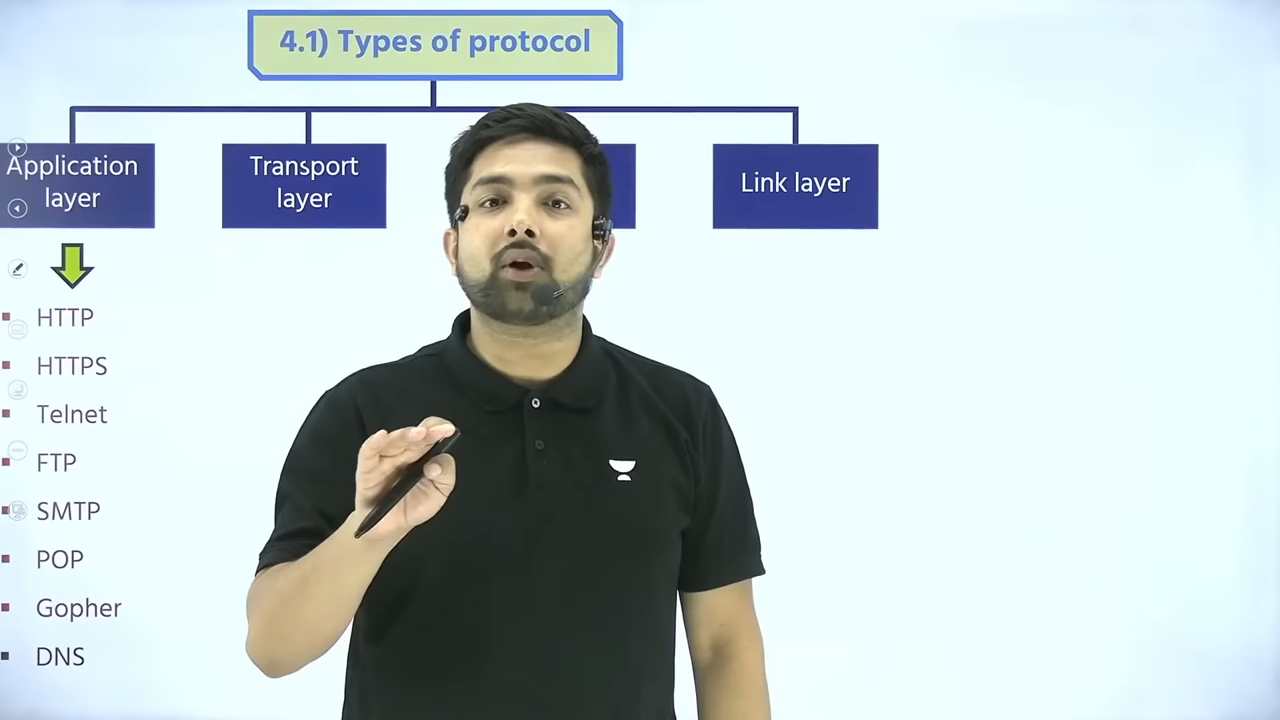 4.1) Types of protocol
Application
layer
Transport
layer
Link layer
HTTP
HTTPS
Telnet
FTP
SMTP
POP
Gopher
DNS